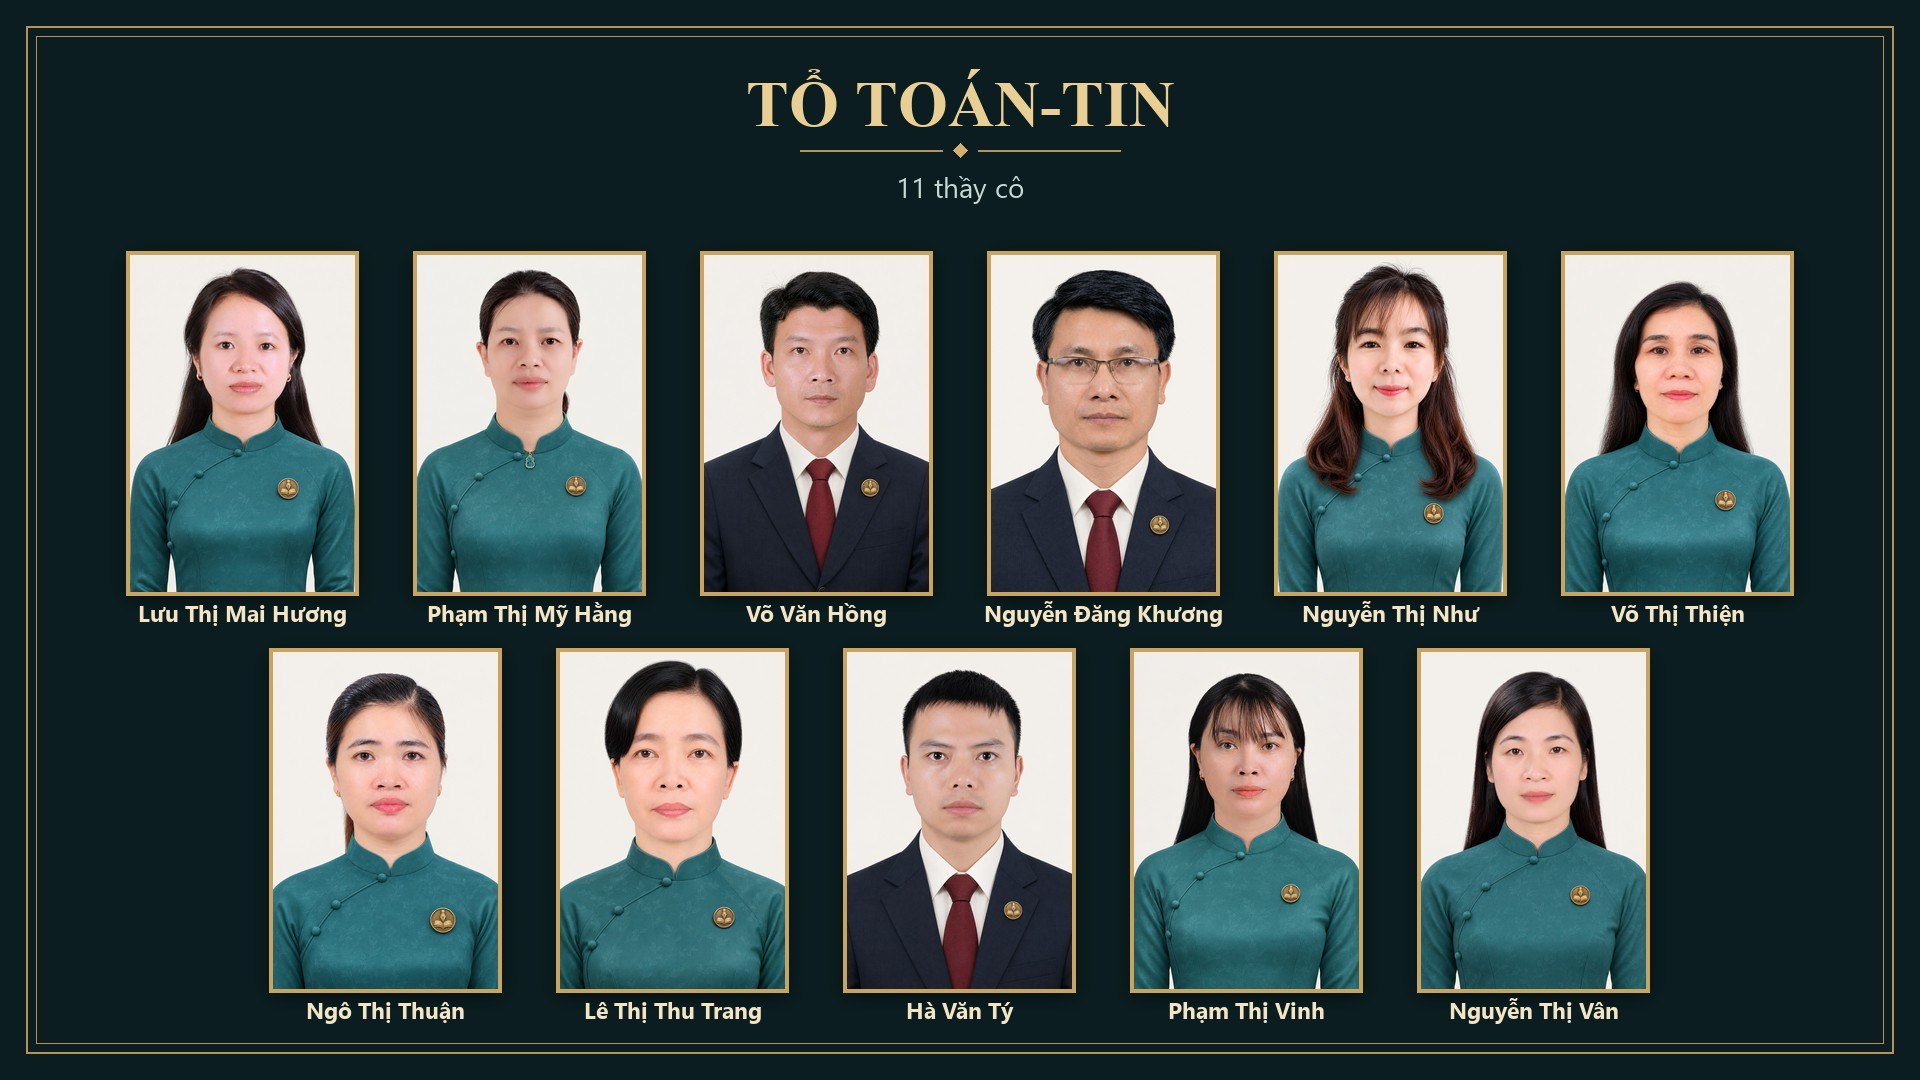 TỔ TOÁN-TIN
11 thầy cô
Lưu Thị Mai Hương
Phạm Thị Mỹ Hằng
Võ Văn Hồng
Nguyễn Đăng Khương
Nguyễn Thị Như
Võ Thị Thiện
Ngô Thị Thuận
Lê Thị Thu Trang
Hà Văn Tý
Phạm Thị Vinh
Nguyễn Thị Vân